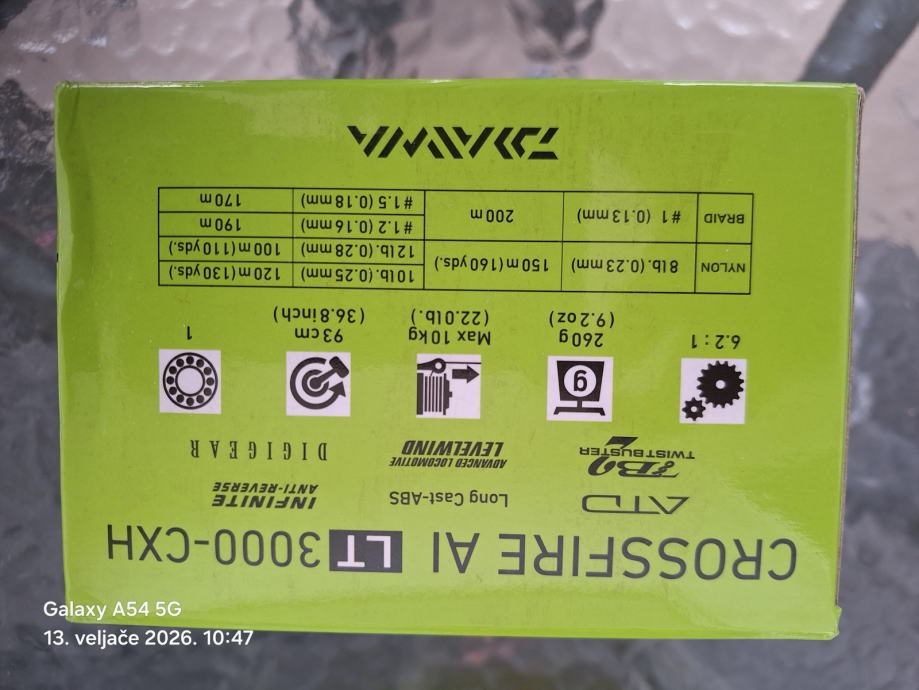 CROSSFIRE AI LT 3000-CXH
ATD
Long Cast-ABS
INFINITE
ANTI-REVERSE
TB2
TWISTBUSTER
ADVANCED LOCOMOTIVE
LEVELWIND
DIGIGEAR
g
6.2:1
260g
(9.2oz)
Max 10kg
(22.0lb.)
93cm
(36.8inch)
1
NYLON 8lb.(0.23mm) 150m(160yds.) 10lb.(0.25mm) 120m(130yds.)
12lb.(0.28mm) 100m(110yds.)
BRAID #1 (0.13mm) 200m #1.2 (0.16mm) 190m
#1.5 (0.18mm) 170m
DAIWA
Galaxy A54 5G
13. veljače 2026. 10:47